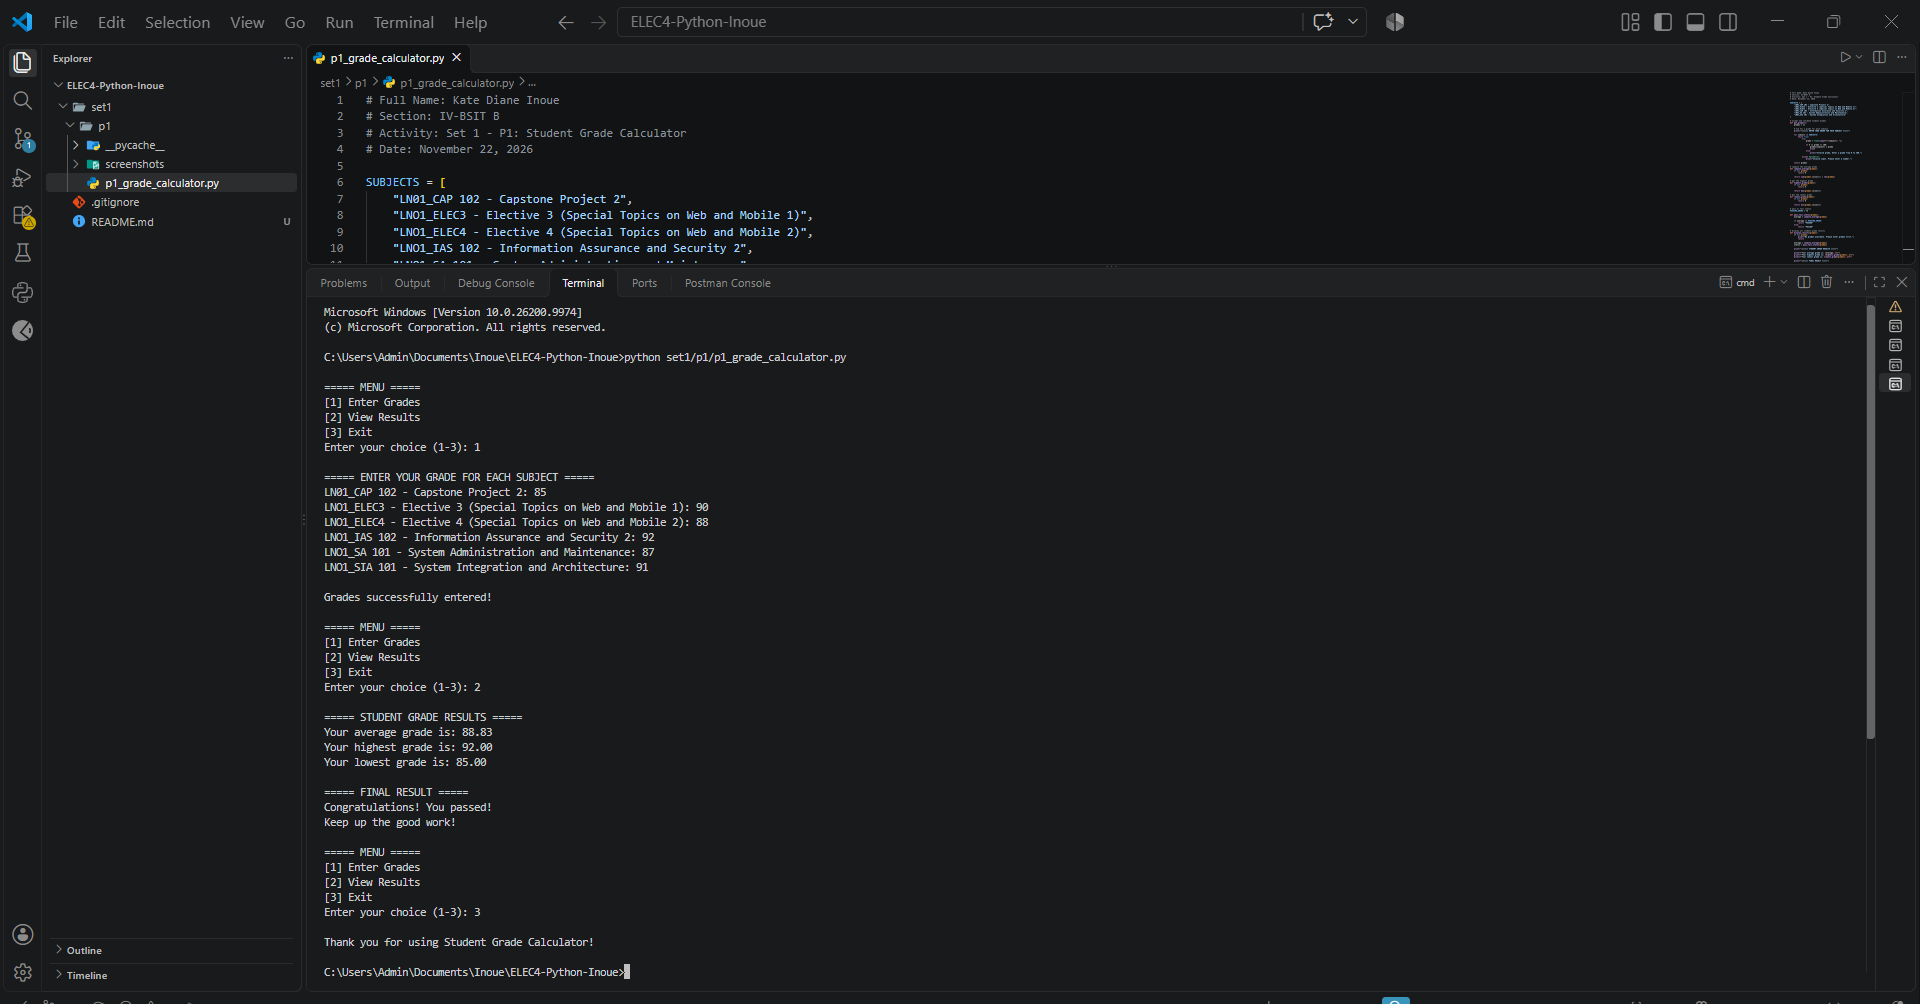 File Edit Selection View Go Run Terminal Help
ELEC4-Python-Inoue
Explorer
ELEC4-Python-Inoue
set1
p1
__pycache__
screenshots
p1_grade_calculator.py
.gitignore
README.md U
1
Outline
Timeline
p1_grade_calculator.py
set1 > p1 > p1_grade_calculator.py > ...
1 # Full Name: Kate Diane Inoue
2 # Section: IV-BSIT B
3 # Activity: Set 1 - P1: Student Grade Calculator
4 # Date: November 22, 2026
5
6 SUBJECTS = [
7 "LN01_CAP 102 - Capstone Project 2",
8 "LNO1_ELEC3 - Elective 3 (Special Topics on Web and Mobile 1)",
9 "LNO1_ELEC4 - Elective 4 (Special Topics on Web and Mobile 2)",
10 "LNO1_IAS 102 - Information Assurance and Security 2",
Problems Output Debug Console Terminal Ports Postman Console
cmd
Microsoft Windows [Version 10.0.26200.9974]
(c) Microsoft Corporation. All rights reserved.
C:\Users\Admin\Documents\Inoue\ELEC4-Python-Inoue>python set1/p1/p1_grade_calculator.py
===== MENU =====
[1] Enter Grades
[2] View Results
[3] Exit
Enter your choice (1-3): 1
===== ENTER YOUR GRADE FOR EACH SUBJECT =====
LN01_CAP 102 - Capstone Project 2: 85
LNO1_ELEC3 - Elective 3 (Special Topics on Web and Mobile 1): 90
LNO1_ELEC4 - Elective 4 (Special Topics on Web and Mobile 2): 88
LNO1_IAS 102 - Information Assurance and Security 2: 92
LNO1_SA 101 - System Administration and Maintenance: 87
LNO1_SIA 101 - System Integration and Architecture: 91
Grades successfully entered!
===== MENU =====
[1] Enter Grades
[2] View Results
[3] Exit
Enter your choice (1-3): 2
===== STUDENT GRADE RESULTS =====
Your average grade is: 88.83
Your highest grade is: 92.00
Your lowest grade is: 85.00
===== FINAL RESULT =====
Congratulations! You passed!
Keep up the good work!
===== MENU =====
[1] Enter Grades
[2] View Results
[3] Exit
Enter your choice (1-3): 3
Thank you for using Student Grade Calculator!
C:\Users\Admin\Documents\Inoue\ELEC4-Python-Inoue>